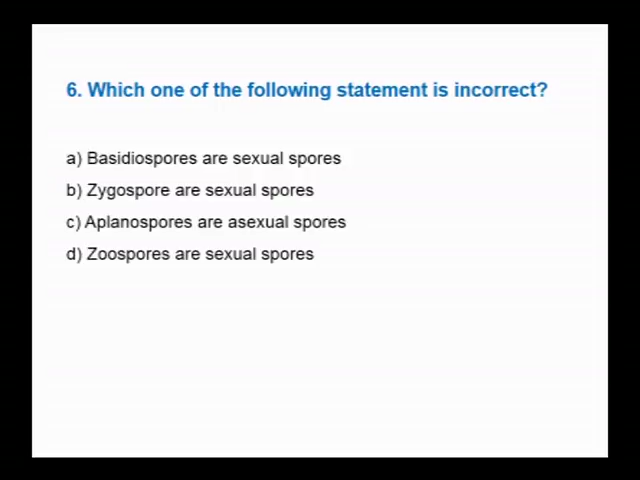 6. Which one of the following statement is incorrect?
a) Basidiospores are sexual spores
b) Zygospore are sexual spores
c) Aplanospores are asexual spores
d) Zoospores are sexual spores